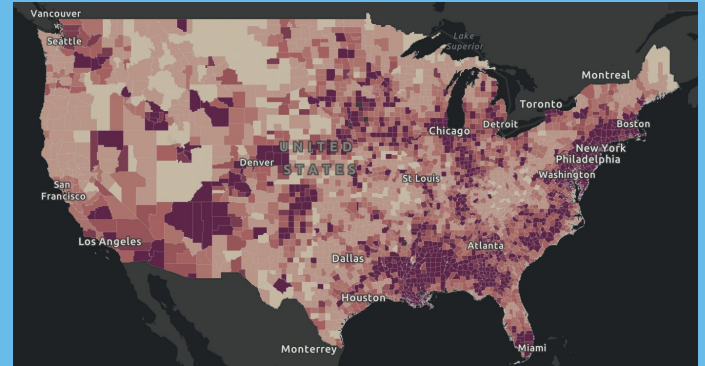 Vancouver
Seattle
Lake
Superior
Montreal
Toronto
Chicago
Detroit
Boston
UNITED
STATES
New York
Philadelphia
Denver
St Louis
Washington
San
Francisco
Los Angeles
Atlanta
Dallas
Houston
Monterrey
Miami